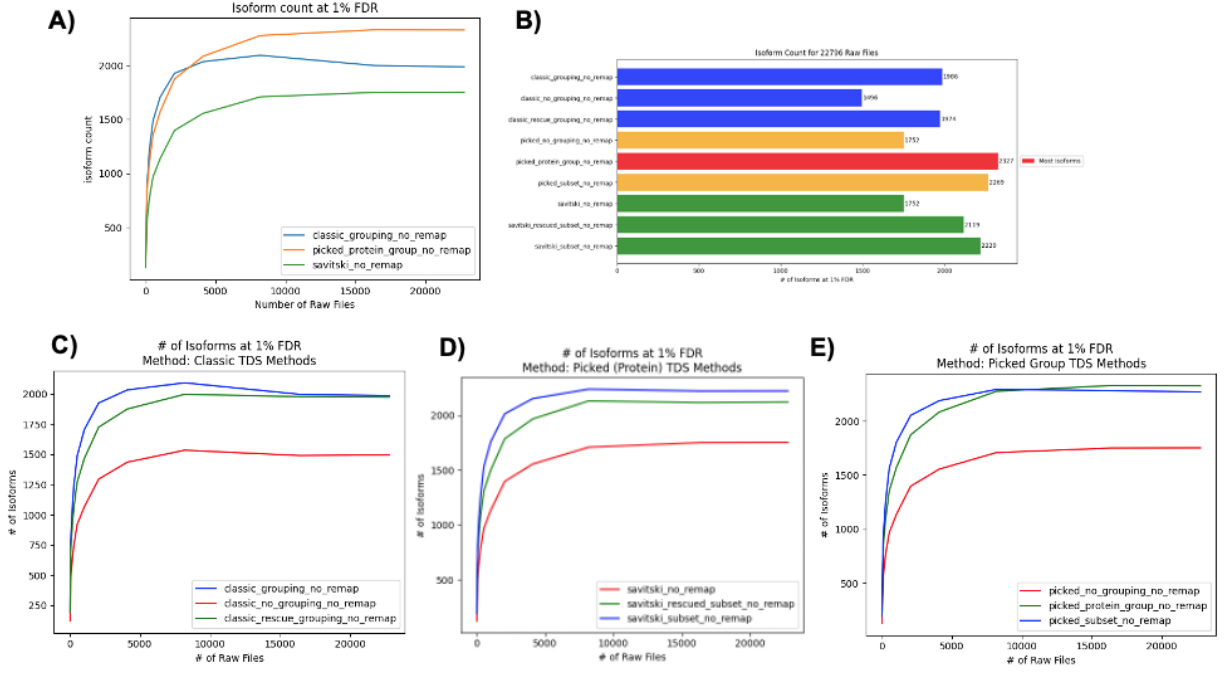 A)
Isoform count at 1% FDR
isoform count
2000
1500
1000
500
classic_grouping_no_remap
picked_protein_group_no_remap
savitski_no_remap
0
5000
10000
15000
20000
Number of Raw Files
B)
Isoform Count for 22796 Raw Files
classic_grouping_no_remap
1986
classic_no_grouping_no_remap
1496
classic_rescue_grouping_no_remap
1974
picked_no_grouping_no_remap
1752
picked_protein_group_no_remap
2327
Most Isoforms
picked_subset_no_remap
2269
savitski_no_remap
1752
savitski_rescued_subset_no_remap
2119
savitski_subset_no_remap
2220
0
500
1000
1500
2000
# of Isoforms at 1% FDR
C)
# of Isoforms at 1% FDR
Method: Classic TDS Methods
# of Isoforms
2000
1750
1500
1250
1000
750
500
250
classic_grouping_no_remap
classic_no_grouping_no_remap
classic_rescue_grouping_no_remap
0
5000
10000
15000
20000
# of Raw Files
D)
# of Isoforms at 1% FDR
Method: Picked (Protein) TDS Methods
# of Isoforms
2000
1500
1000
500
savitski_no_remap
savitski_rescued_subset_no_remap
savitski_subset_no_remap
0
5000
10000
15000
20000
# of Raw Files
E)
# of Isoforms at 1% FDR
Method: Picked Group TDS Methods
# of Isoforms
2000
1500
1000
500
picked_no_grouping_no_remap
picked_protein_group_no_remap
picked_subset_no_remap
0
5000
10000
15000
20000
# of Raw Files